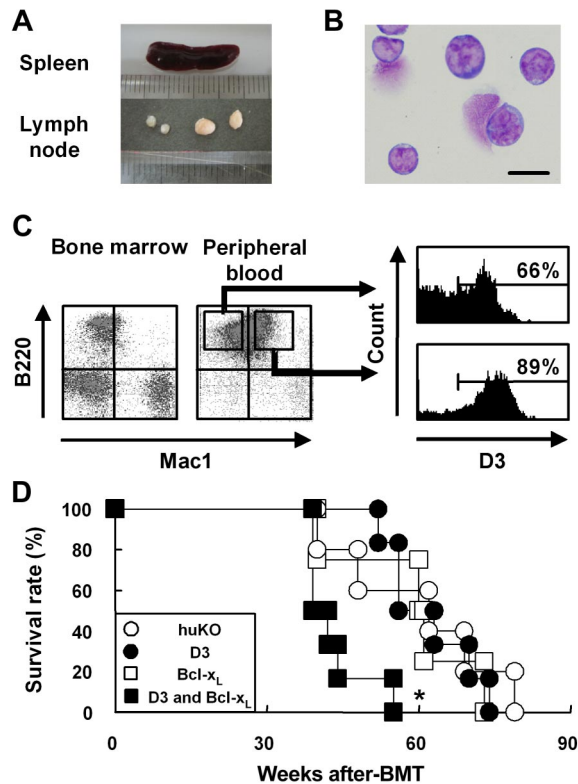 A
B
Spleen
Lymph
node
C
Bone marrow
Peripheral
blood
B220
Mac1
Count
66%
89%
D3
D
Survival rate (%)
100
80
60
40
20
0
huKO
D3
Bcl-xL
D3 and Bcl-xL
*
0
30
60
90
Weeks after-BMT